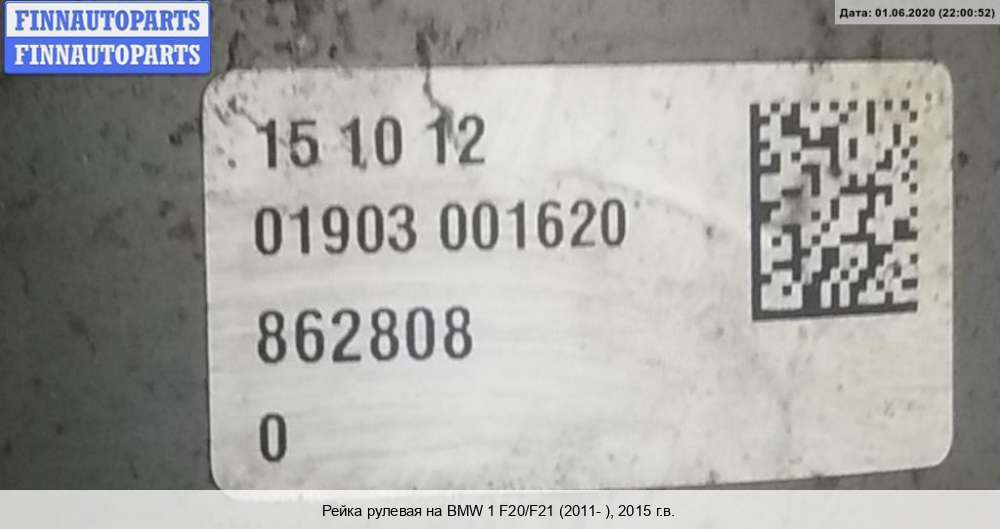 FINNAUTOPARTS
FINNAUTOPARTS
Дата: 01.06.2020 (22:00:52)
15 10 12
01903 001620
862808
0
Рейка рулевая на BMW 1 F20/F21 (2011- ), 2015 г.в.